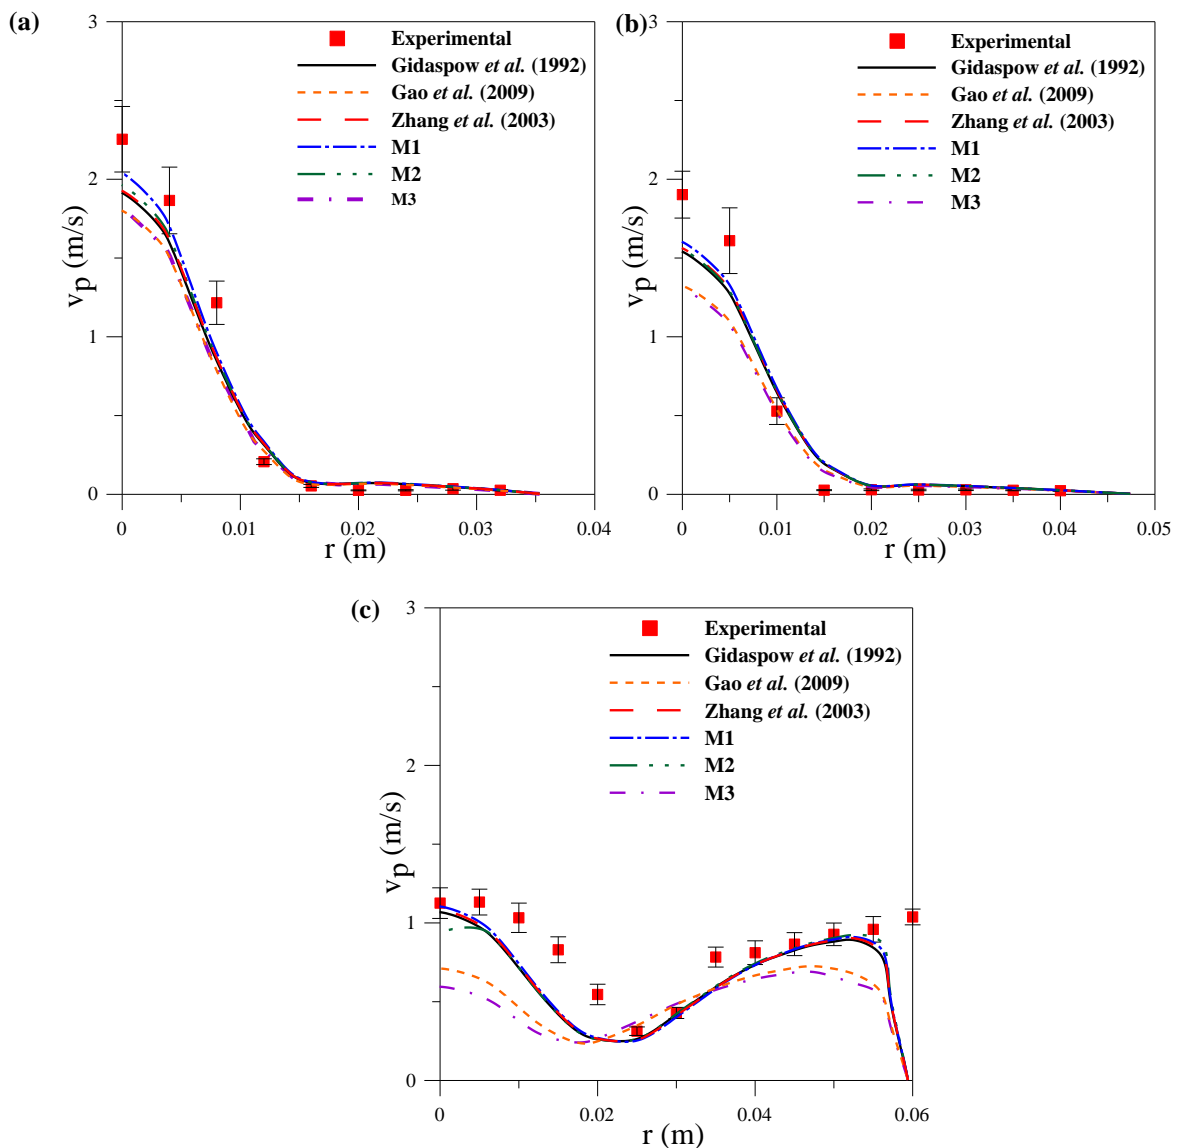 (a)
3
Experimental
Gidaspow et al. (1992)
Gao et al. (2009)
Zhang et al. (2003)
M1
M2
M3
2
1
0
vp (m/s)
0
0.01
0.02
0.03
0.04
r (m)
(b)
3
Experimental
Gidaspow et al. (1992)
Gao et al. (2009)
Zhang et al. (2003)
M1
M2
M3
2
1
0
vp (m/s)
0
0.01
0.02
0.03
0.04
0.05
r (m)
(c)
3
Experimental
Gidaspow et al. (1992)
Gao et al. (2009)
Zhang et al. (2003)
M1
M2
M3
2
1
0
vp (m/s)
0
0.02
0.04
0.06
r (m)